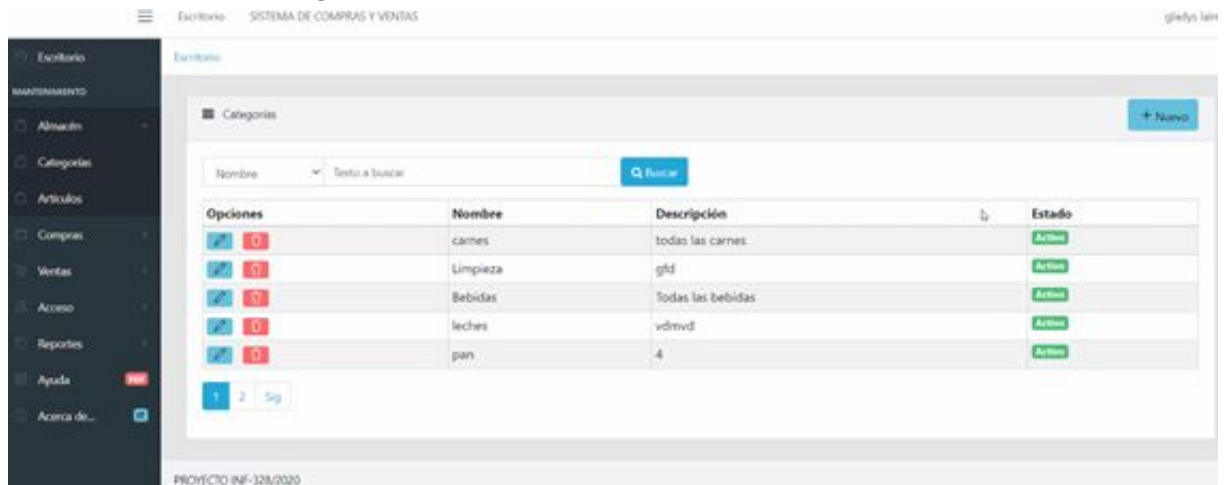 Escritorio SISTEMA DE COMPRAS Y VENTAS
Escritorio
Escritorio
MANTENIMIENTO
Almacén
Categorías
Artículos
Compras
Ventas
Acceso
Reportes
Ayuda PDF
Acerca de...
Categorías
+ Nuevo
Nombre Texto a buscar Buscar
Opciones Nombre Descripción Estado
carnes todas las carnes Activo
Limpieza gfd Activo
Bebidas Todas las bebidas Activo
leches vdmvd Activo
pan 4 Activo
1 2 Sig
PROYECTO INF-328/2020